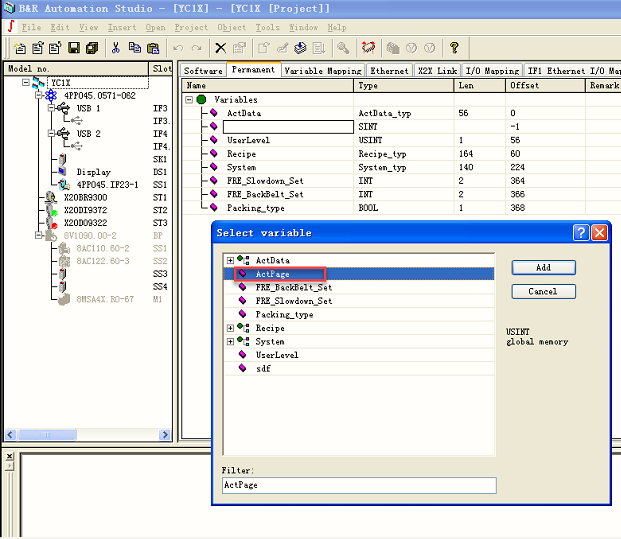 B&R Automation Studio - [YC1X] - [YC1X [Project]]
File Edit View Insert Open Project Object Tools Window Help
Model no. Slot
YC1X
4PP045.0571-062
USB 1 IF3
IF3.
USB 2 IF4
IF4.
SK1
Display DS1
4PP045.IF23-1 SS1
X20BR9300 ST1
X20DI9372 ST2
X20DO9322 ST3
8V1090.00-2 BP
8AC110.60-2 SS1
8AC122.60-3 SS2
SS3
SS4
8MSA4X.R0-67 M1
Software Permanent Variable Mapping Ethernet X2X Link I/O Mapping IF1 Ethernet I/O Ma
Name Type Len Offset Remark
Variables
ActData ActData_typ 56 0
SINT -1
UserLevel USINT 1 56
Recipe Recipe_typ 164 60
System System_typ 140 224
FRE_Slowdown_Set INT 2 364
FRE_BackBelt_Set INT 2 366
Packing_type BOOL 1 368
Select variable
ActData
ActPage
FRE_BackBelt_Set
FRE_Slowdown_Set
Packing_type
Recipe
System
UserLevel
sdf
Add
Cancel
USINT
global memory
Filter:
ActPage